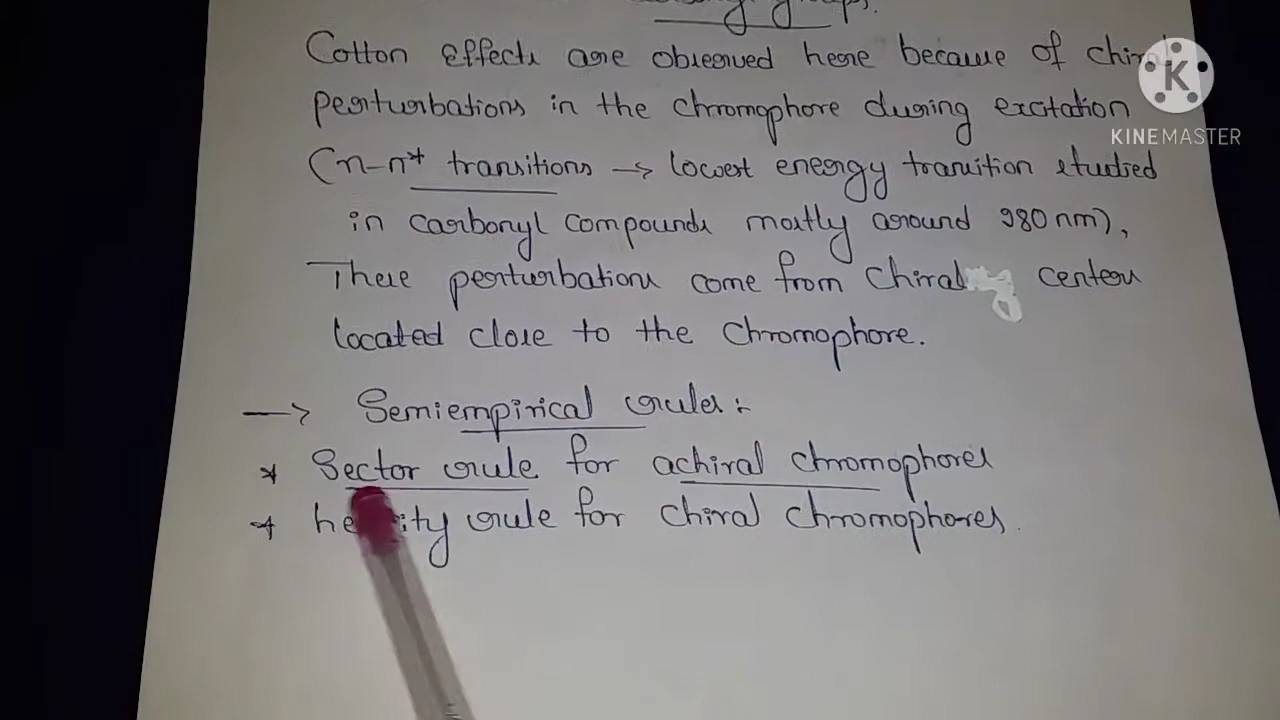 groups.
Cotton effects are observed here because of chiral
perturbations in the chromophore during excitation
(n-π* transitions → lowest energy transition studied
in carbonyl compounds mostly around 280 nm),
These perturbations come from chiral centers
located close to the chromophore.
→ Semiempirical rules:
* Sector rule for achiral chromophores
* rule for chiral chromophores.
K
KINEMASTER